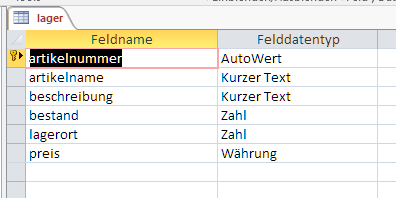 lager
Feldname Felddatentyp
artikelnummer AutoWert
artikelname Kurzer Text
beschreibung Kurzer Text
bestand Zahl
lagerort Zahl
preis Währung